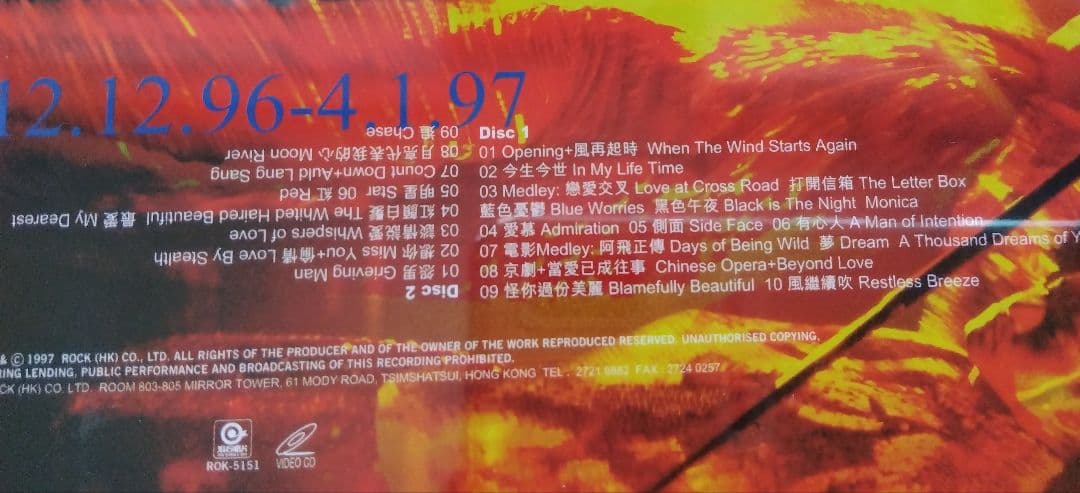 12.12.96-4.1.97
Disc 1
01 Opening+風再起時 When The Wind Starts Again
02 今生今世 In My Life Time
03 Medley: 戀愛交叉 Love at Cross Road 打開信箱 The Letter Box
藍色憂鬱 Blue Worries 黑色午夜 Black is The Night Monica
04 愛慕 Admiration 05 側面 Side Face 06 有心人 A Man of Intention
07 電影Medley: 阿飛正傳 Days of Being Wild 夢 Dream A Thousand Dreams of Y
08 京劇+當愛已成往事 Chinese Opera+Beyond Love
09 怪你過份美麗 Blamefully Beautiful 10 風繼續吹 Restless Breeze
Disc 2
01 怨男 Grieving Man
02 想你 Miss You+偷情 Love By Stealth
03 談情說愛 Whispers of Love
04 紅顏白髮 The Whited Haired Beautiful 最愛 My Dearest
05 明星 Star 06 紅 Red
07 Count Down+Auld Lang Sang
08 月亮代表我的心 Moon River
09 追 Chase
& © 1997 ROCK (HK) CO., LTD. ALL RIGHTS OF THE PRODUCER AND OF THE OWNER OF THE WORK REPRODUCED RESERVED. UNAUTHORISED COPYING,
RING LENDING, PUBLIC PERFORMANCE AND BROADCASTING OF THIS RECORDING PROHIBITED.
CK (HK) CO. LTD. ROOM 803-805 MIRROR TOWER, 61 MODY ROAD, TSIMSHATSUI, HONG KONG TEL : 2721 8882 FAX : 2724 0257
滾石唱片
ROK-5151
VIDEO CD